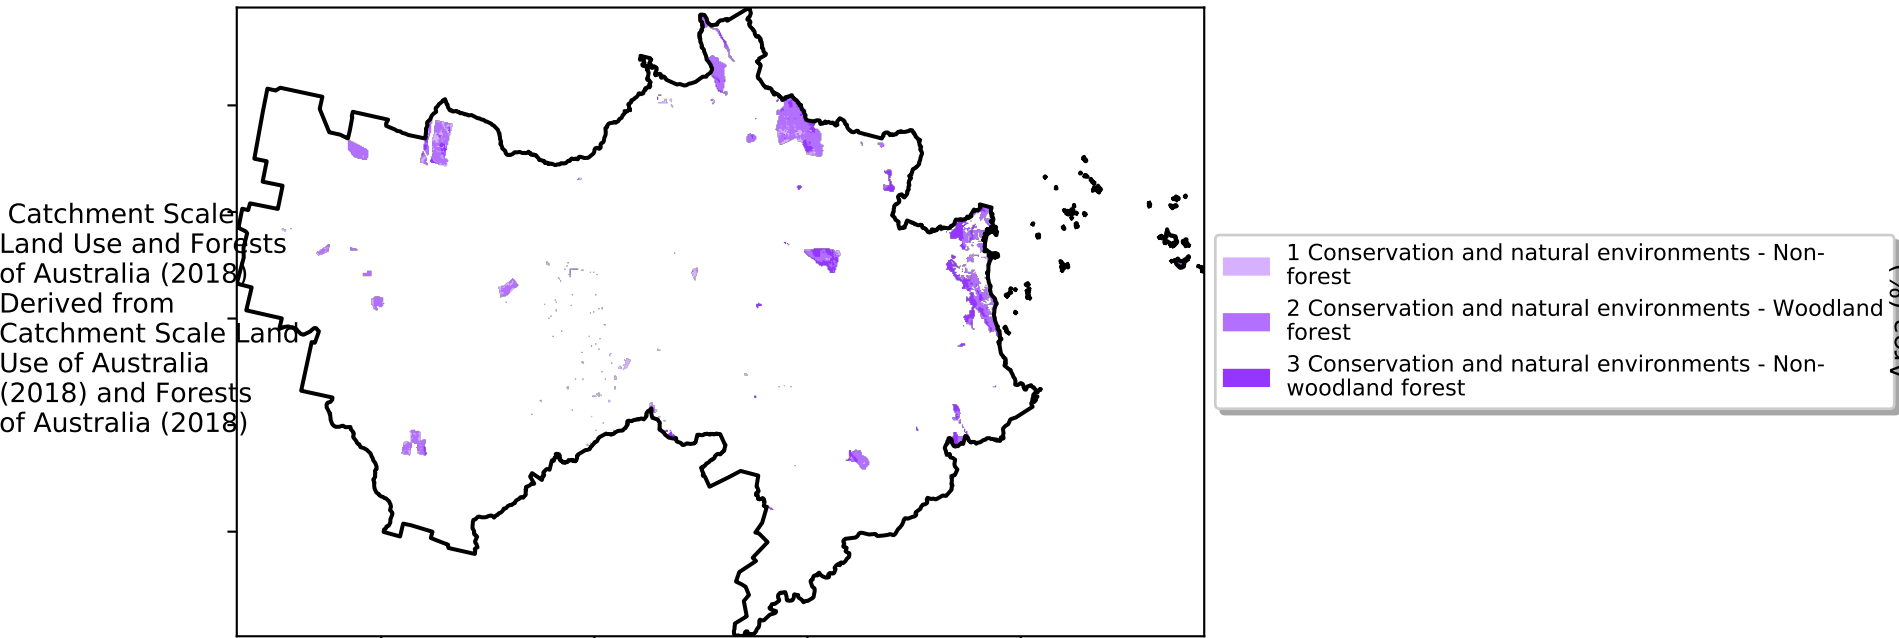 Catchment Scale
Land Use and Forests
of Australia (2018)
Derived from
Catchment Scale Land
Use of Australia
(2018) and Forests
of Australia (2018)
1 Conservation and natural environments - Non-
forest
2 Conservation and natural environments - Woodland
forest
3 Conservation and natural environments - Non-
woodland forest